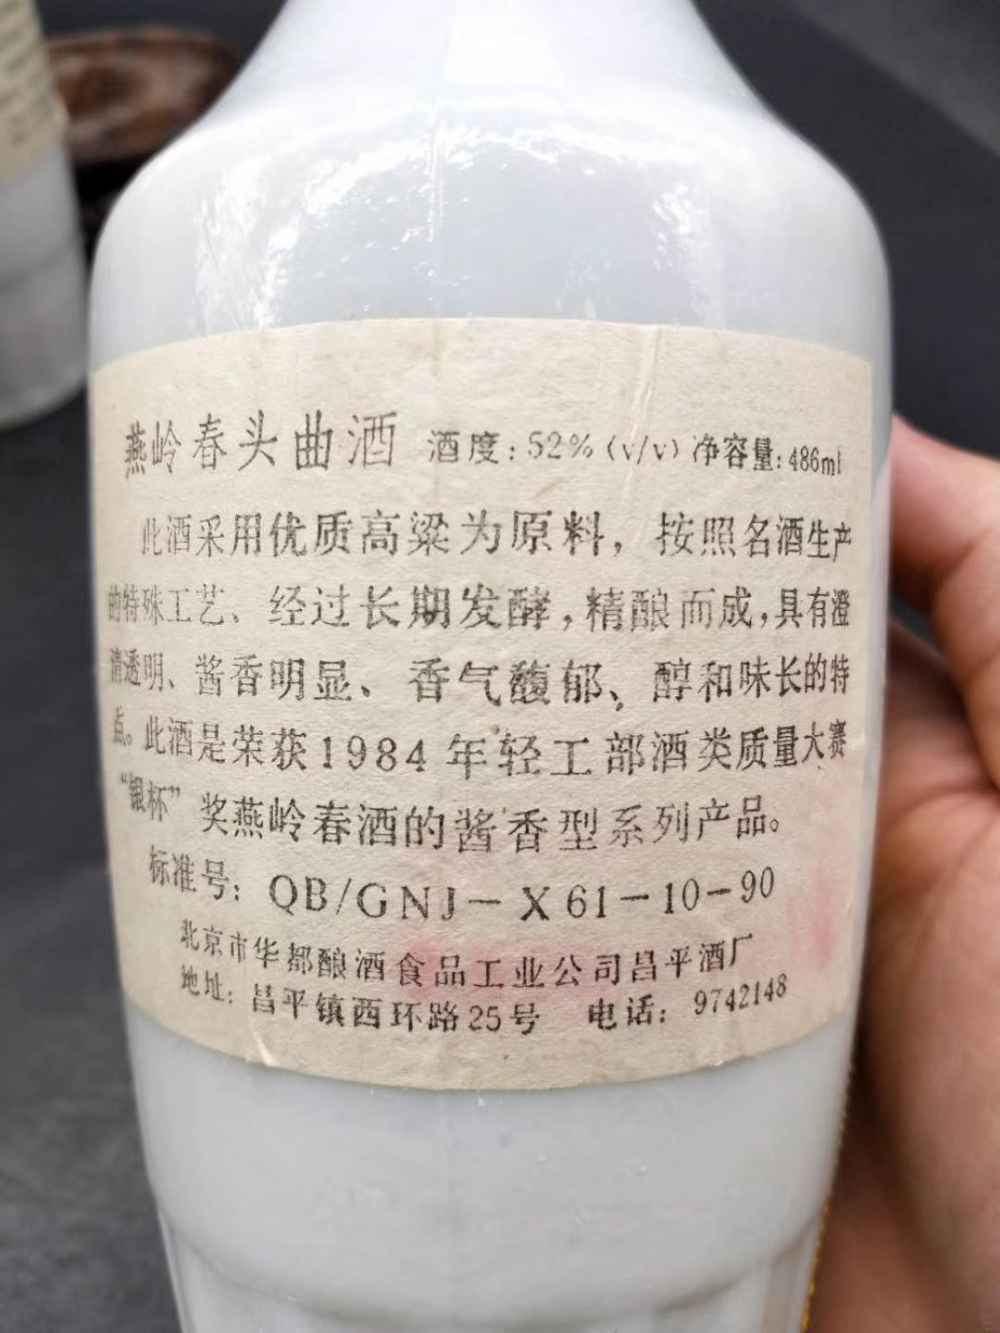 燕岭春头曲酒 酒度:52%(v/v) 净容量:486ml
此酒采用优质高粱为原料，按照名酒生产
的特殊工艺、经过长期发酵,精酿而成,具有澄
清透明、酱香明显、香气馥郁、醇和味长的特
点。此酒是荣获1984年轻工部酒类质量大赛
“银杯”奖燕岭春酒的酱香型系列产品。
标准号: QB/GNJ－X61－10－90
北京市华都酿酒食品工业公司昌平酒厂
地址: 昌平镇西环路25号 电话: 9742148